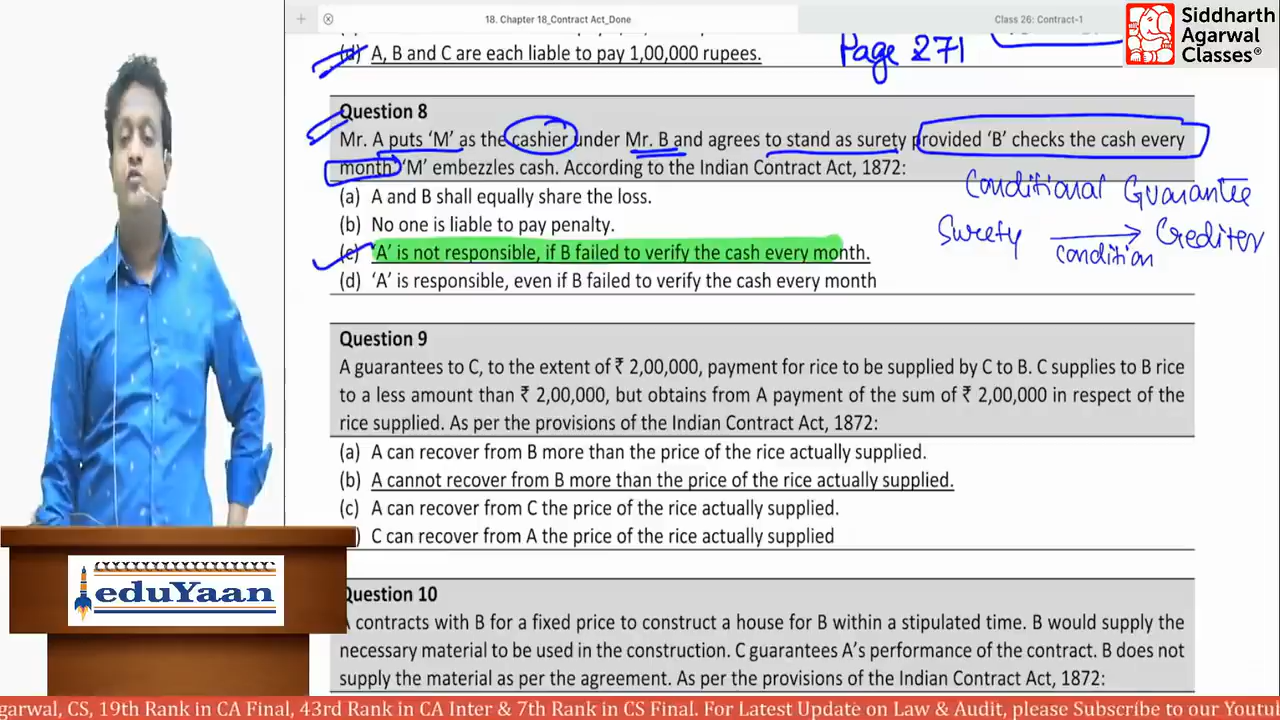 18. Chapter 18_Contract Act_Done
Class 26: Contract-1
Siddharth
Agarwal
Classes®
(d) A, B and C are each liable to pay 1,00,000 rupees.
Page 271
Question 8
Mr. A puts 'M' as the cashier under Mr. B and agrees to stand as surety provided 'B' checks the cash every
month. 'M' embezzles cash. According to the Indian Contract Act, 1872:
(a) A and B shall equally share the loss.
(b) No one is liable to pay penalty.
(c) 'A' is not responsible, if B failed to verify the cash every month.
(d) 'A' is responsible, even if B failed to verify the cash every month
Conditional Guarantee
Surety → Creditor
condition
Question 9
A guarantees to C, to the extent of ₹ 2,00,000, payment for rice to be supplied by C to B. C supplies to B rice
to a less amount than ₹ 2,00,000, but obtains from A payment of the sum of ₹ 2,00,000 in respect of the
rice supplied. As per the provisions of the Indian Contract Act, 1872:
(a) A can recover from B more than the price of the rice actually supplied.
(b) A cannot recover from B more than the price of the rice actually supplied.
(c) A can recover from C the price of the rice actually supplied.
) C can recover from A the price of the rice actually supplied
eduYaan
Question 10
A contracts with B for a fixed price to construct a house for B within a stipulated time. B would supply the
necessary material to be used in the construction. C guarantees A's performance of the contract. B does not
supply the material as per the agreement. As per the provisions of the Indian Contract Act, 1872:
garwal, CS, 19th Rank in CA Final, 43rd Rank in CA Inter & 7th Rank in CS Final. For Latest Update on Law & Audit, please Subscribe to our Youtu